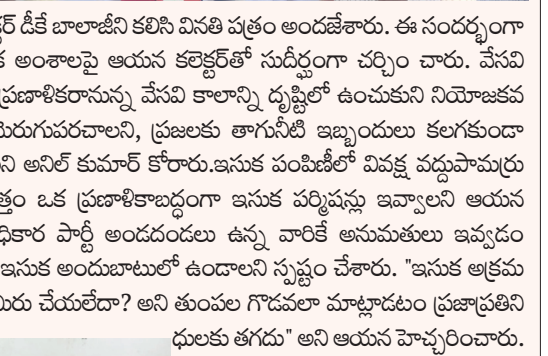 డీకే బాలాజీని కలిసి వినతి పత్రం అందజేశారు. ఈ సందర్భంగా
అంశాలపై ఆయన కలెక్టర్‌తో సుదీర్ఘంగా చర్చిం చారు. వేసవి
ప్రణాళికరానున్న వేసవి కాలాన్ని దృష్టిలో ఉంచుకుని నియోజకవ
మెరుగుపరచాలని, ప్రజలకు తాగునీటి ఇబ్బందులు కలగకుండా
ని అనిల్ కుమార్ కోరారు.ఇసుక పంపిణీలో వివక్ష వద్దుపామర్రు
త్తం ఒక ప్రణాళికాబద్ధంగా ఇసుక పర్మిషన్లు ఇవ్వాలని ఆయన
ధికార పార్టీ అండదండలు ఉన్న వారికే అనుమతులు ఇవ్వడం
ఇసుక అందుబాటులో ఉండాలని స్పష్టం చేశారు. "ఇసుక అక్రమ
మీరు చేయలేదా? అని తుంపల గొడవలా మాట్లాడటం ప్రజాప్రతిని
ధులకు తగదు" అని ఆయన హెచ్చరించారు.